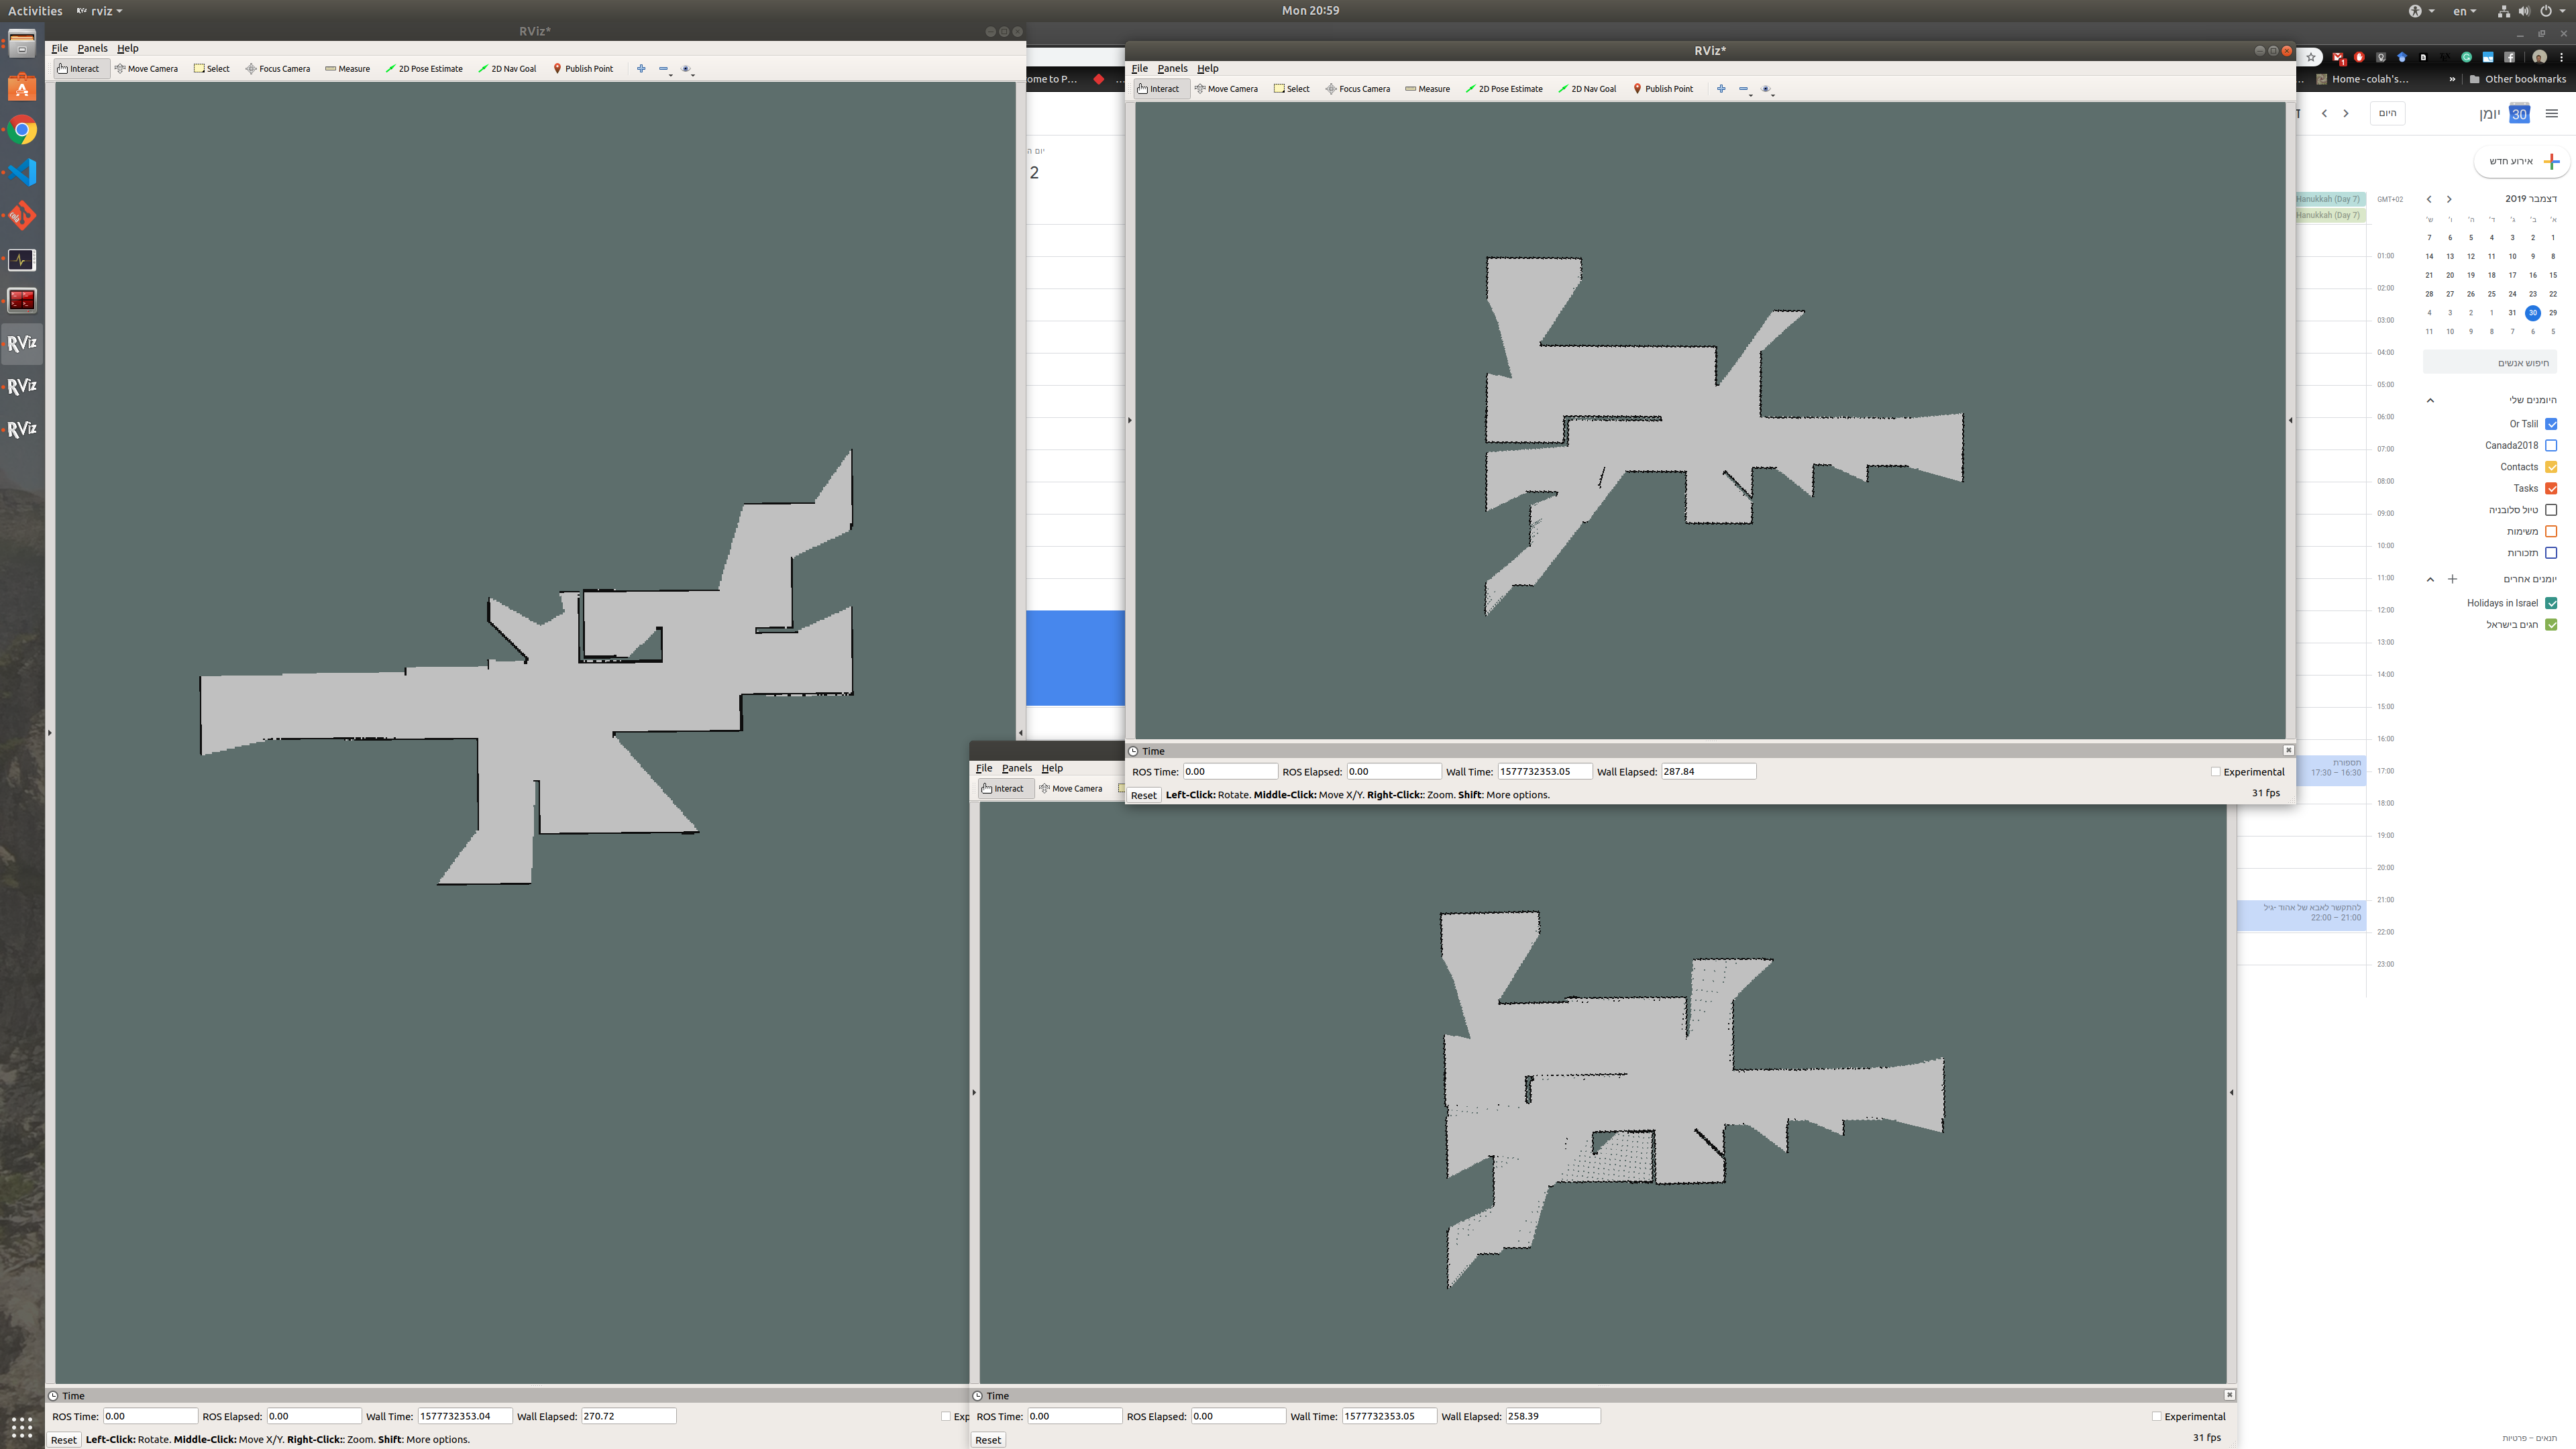 Activities
rviz
Mon 20:59
en
RViz*
File Panels Help
Interact Move Camera Select Focus Camera Measure 2D Pose Estimate 2D Nav Goal Publish Point
RViz
RViz
RViz
Time
ROS Time: 0.00 ROS Elapsed: 0.00 Wall Time: 1577732353.04 Wall Elapsed: 270.72
Reset Left-Click: Rotate. Middle-Click: Move X/Y. Right-Click:: Zoom. Shift: More options.
RViz*
File Panels Help
Interact Move Camera Select Focus Camera Measure 2D Pose Estimate 2D Nav Goal Publish Point
Time
ROS Time: 0.00 ROS Elapsed: 0.00 Wall Time: 1577732353.05 Wall Elapsed: 287.84 Experimental
Reset Left-Click: Rotate. Middle-Click: Move X/Y. Right-Click:: Zoom. Shift: More options. 31 fps
File Panels Help
Interact Move Camera
Time
ROS Time: 0.00 ROS Elapsed: 0.00 Wall Time: 1577732353.05 Wall Elapsed: 258.39 Experimental
Reset
31 fps
ome to P...
Home - colah's...
Other bookmarks
יום ה
2
היום
יומן
30
אירוע חדש
Hanukkah (Day 7)
Hanukkah (Day 7)
GMT+02
דצמבר 2019
א' ב' ג' ד' ה' ו' ש'
1 2 3 4 5 6 7
8 9 10 11 12 13 14
15 16 17 18 19 20 21
22 23 24 25 26 27 28
29 30 31 1 2 3 4
5 6 7 8 9 10 11
חיפוש אנשים
היומנים שלי
Or Tslil
Canada2018
Contacts
Tasks
טיול סלובניה
משימות
תזכורות
יומנים אחרים
Holidays in Israel
חגים בישראל
01:00
02:00
03:00
04:00
05:00
06:00
07:00
08:00
09:00
10:00
11:00
12:00
13:00
14:00
15:00
16:00
17:00
18:00
19:00
20:00
21:00
22:00
23:00
תספורת
16:30 – 17:30
להתקשר לאבא של אהוד -גיל
21:00 – 22:00
תנאים – פרטיות